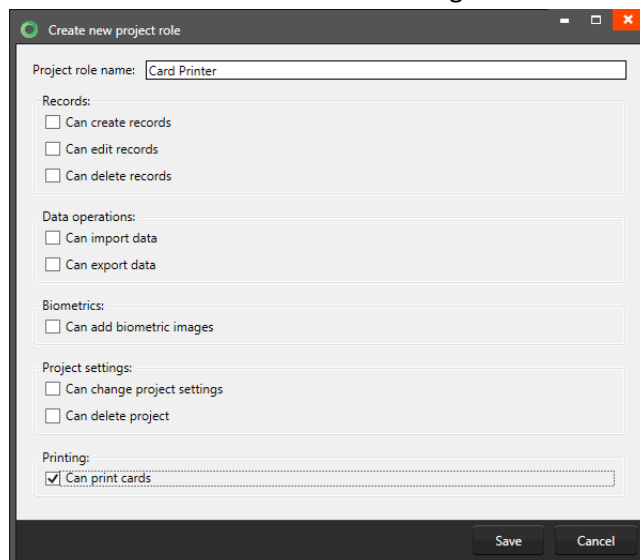 Create new project role
Project role name: Card Printer
Records:
Can create records
Can edit records
Can delete records
Data operations:
Can import data
Can export data
Biometrics:
Can add biometric images
Project settings:
Can change project settings
Can delete project
Printing:
Can print cards
Save Cancel